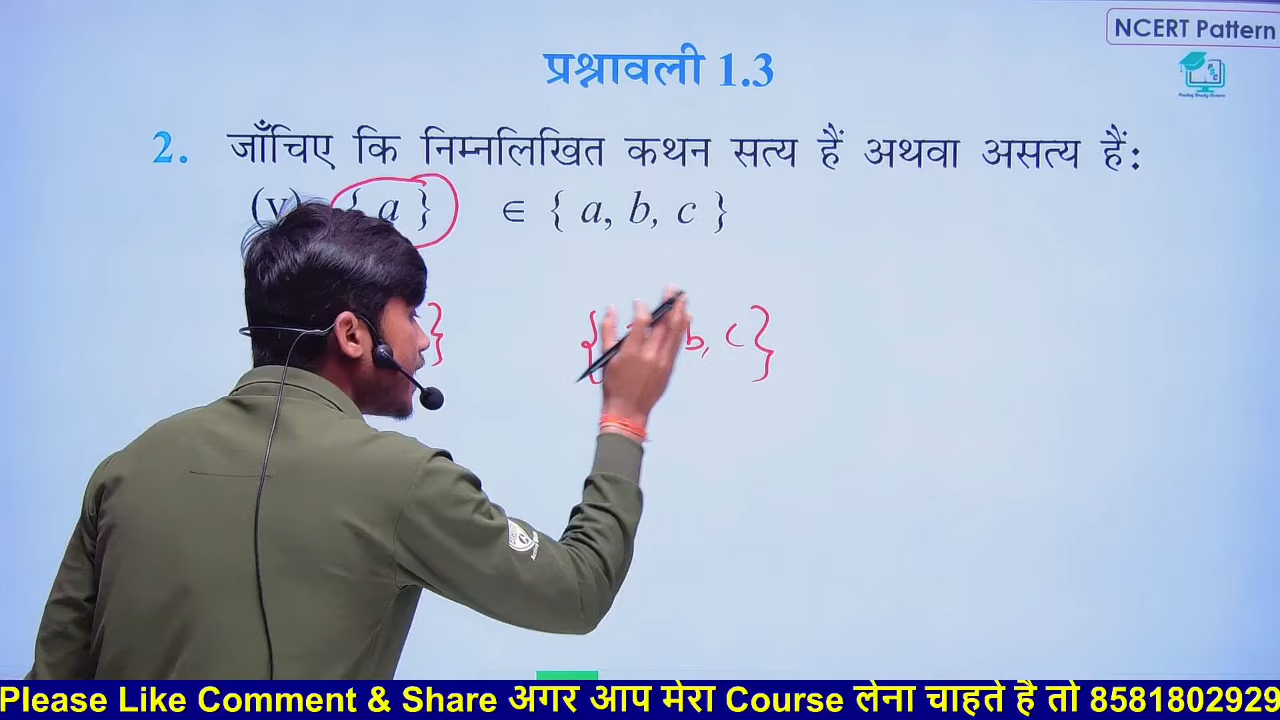 NCERT Pattern
प्रश्नावली 1.3
2. जाँचिए कि निम्नलिखित कथन सत्य हैं अथवा असत्य हैं:
(v) { a } ∈ { a, b, c }
} { b, c }
Please Like Comment & Share अगर आप मेरा Course लेना चाहते है तो 8581802929